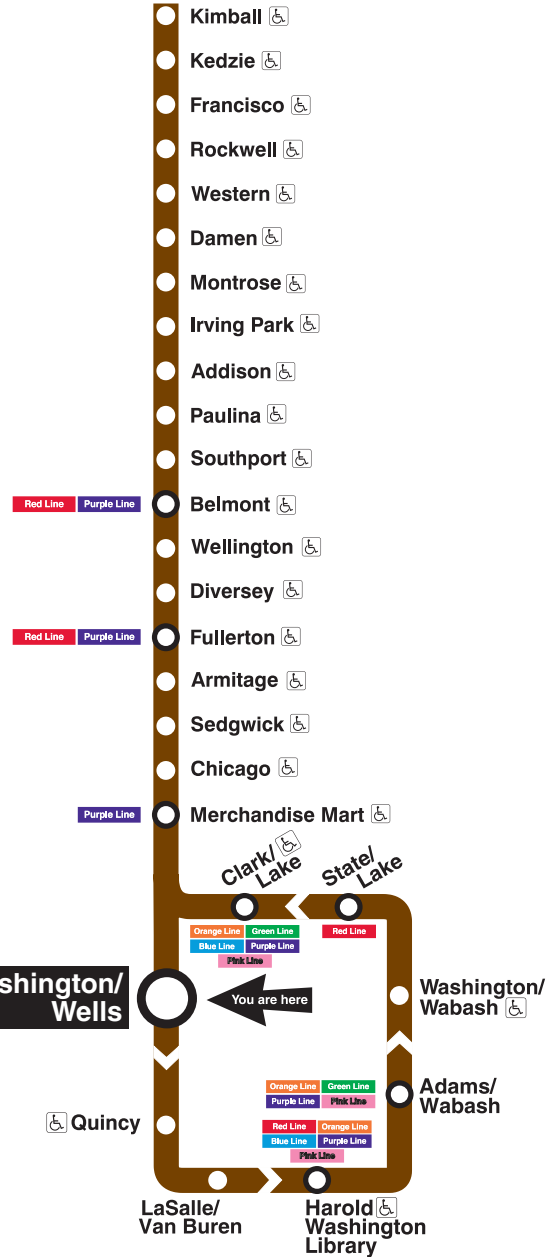 Kimball
Kedzie
Francisco
Rockwell
Western
Damen
Montrose
Irving Park
Addison
Paulina
Southport
Red Line Purple Line Belmont
Wellington
Diversey
Red Line Purple Line Fullerton
Armitage
Sedgwick
Chicago
Purple Line Merchandise Mart
Clark/
Lake
State/
Lake
Orange Line Green Line
Blue Line Purple Line
Pink Line
Red Line
shington/
Wells
You are here
Washington/
Wabash
Orange Line Green Line
Purple Line Pink Line
Adams/
Wabash
Red Line Orange Line
Blue Line Purple Line
Pink Line
Quincy
LaSalle/
Van Buren
Harold
Washington
Library